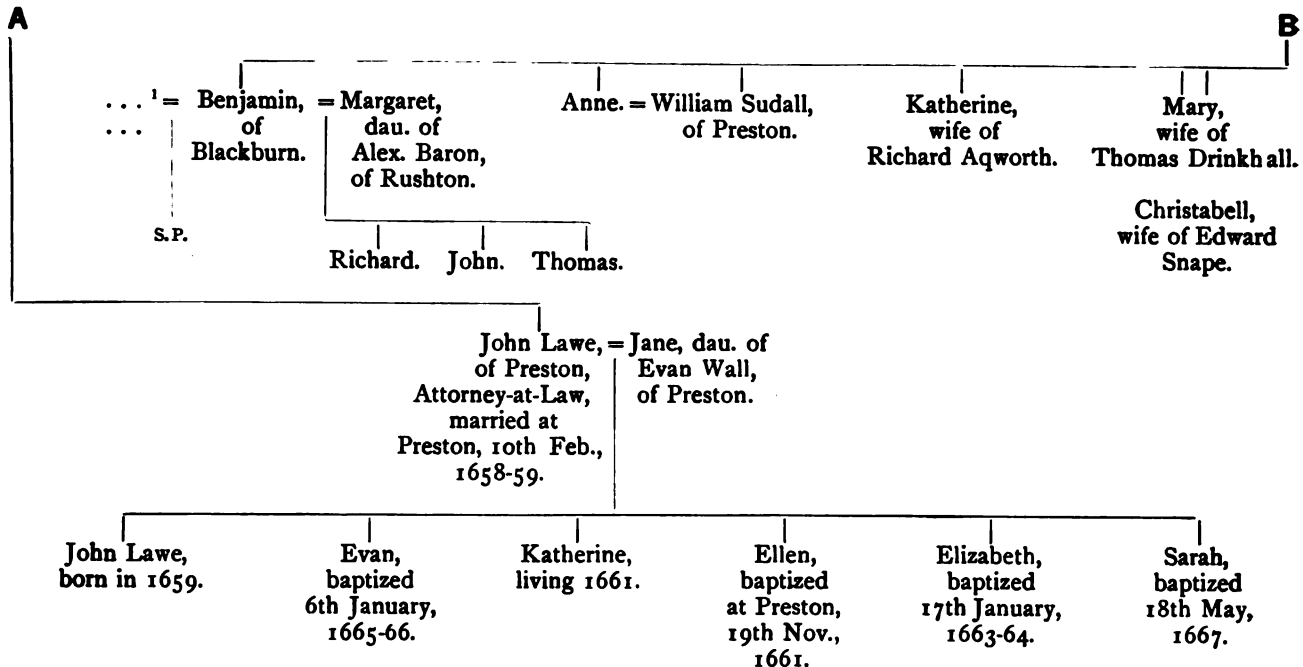 A
B
. . . ¹ =
. . .
S.P.
Benjamin,
of
Blackburn.
= Margaret,
dau. of
Alex. Baron,
of Rushton.
Anne. = William Sudall,
of Preston.
Katherine,
wife of
Richard Aqworth.
Mary,
wife of
Thomas Drinkhall.
Christabell,
wife of Edward
Snape.
Richard. John. Thomas.
John Lawe,
of Preston,
Attorney-at-Law,
married at
Preston, 10th Feb.,
1658-59.
= Jane, dau. of
Evan Wall,
of Preston.
John Lawe,
born in 1659.
Evan,
baptized
6th January,
1665-66.
Katherine,
living 1661.
Ellen,
baptized
at Preston,
19th Nov.,
1661.
Elizabeth,
baptized
17th January,
1663-64.
Sarah,
baptized
18th May,
1667.